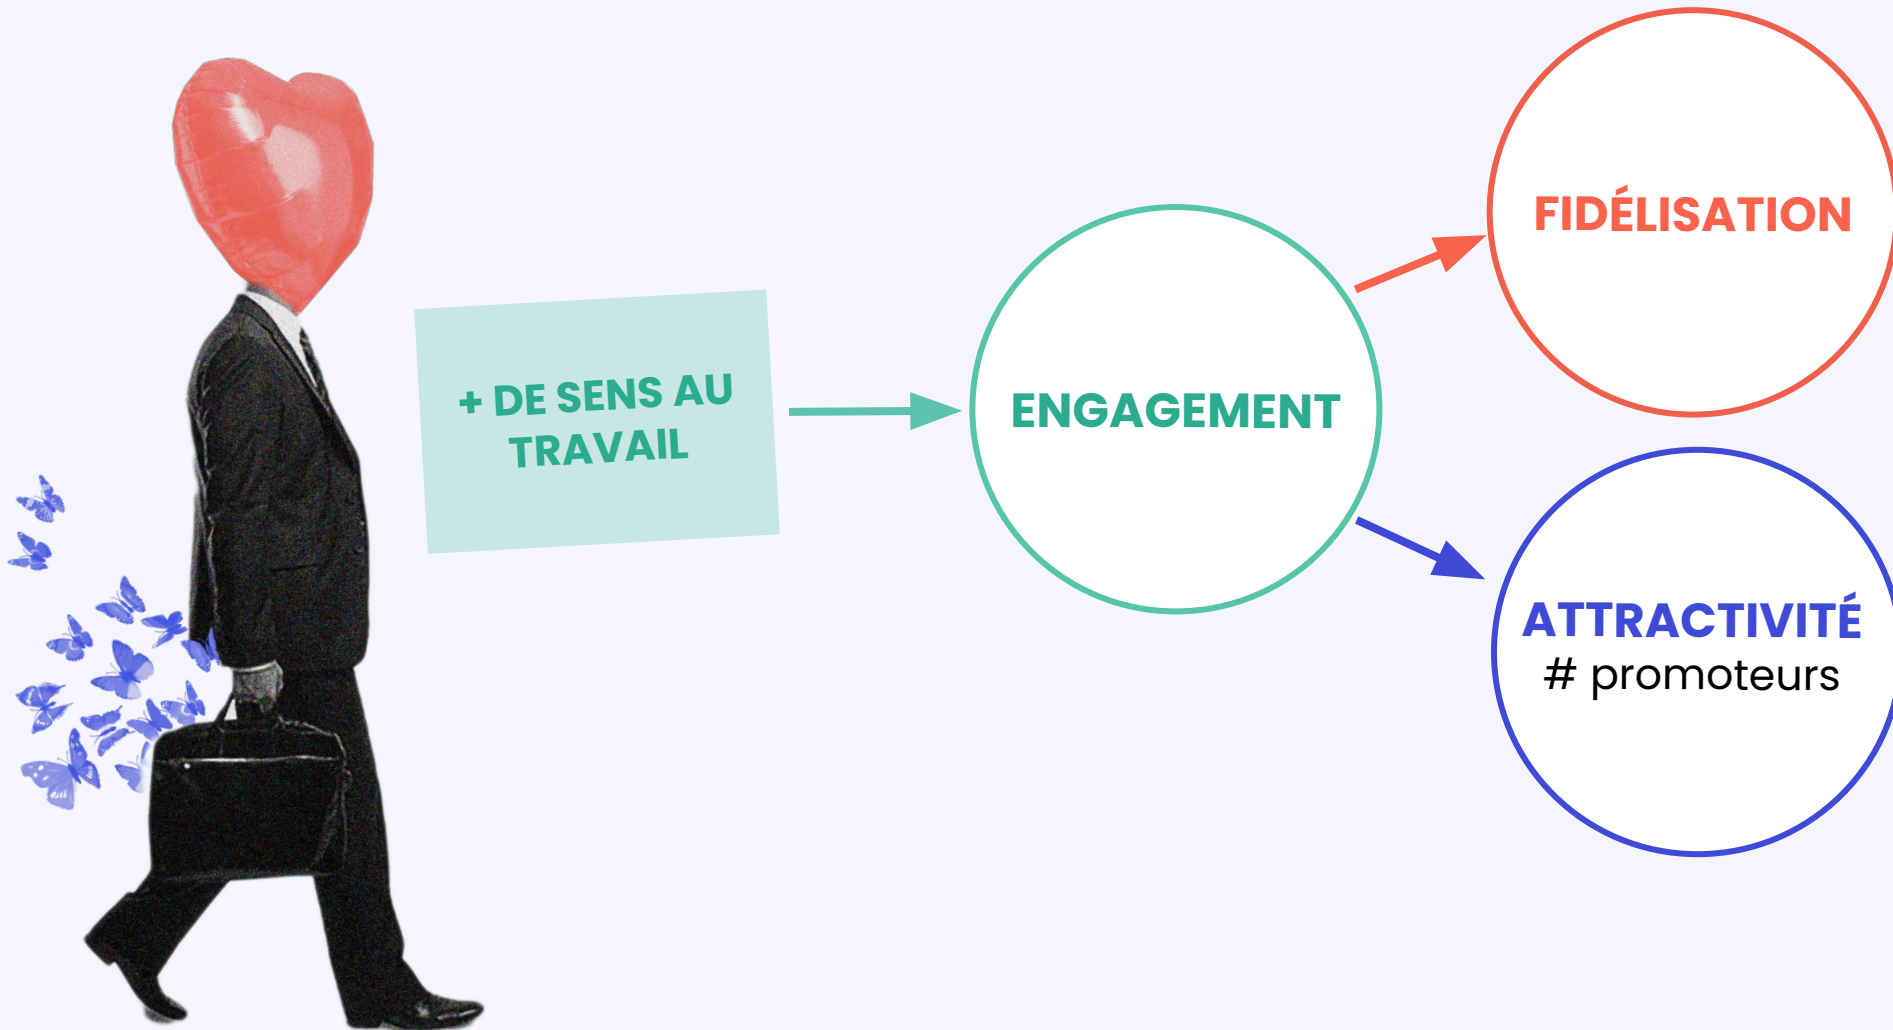 + DE SENS AU
TRAVAIL
ENGAGEMENT
FIDÉLISATION
ATTRACTIVITÉ
# promoteurs